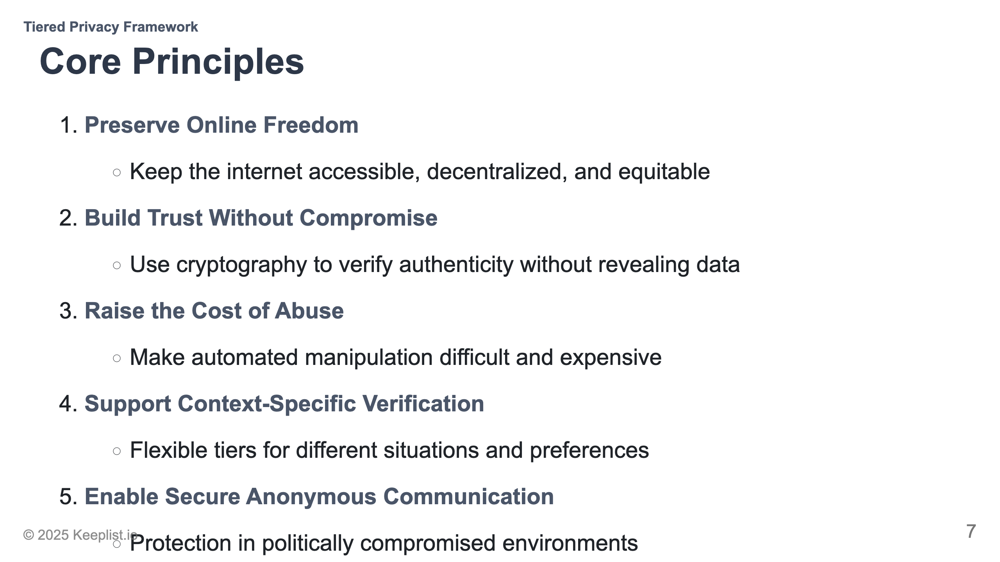 Tiered Privacy Framework
Core Principles
1. Preserve Online Freedom
○ Keep the internet accessible, decentralized, and equitable
2. Build Trust Without Compromise
○ Use cryptography to verify authenticity without revealing data
3. Raise the Cost of Abuse
○ Make automated manipulation difficult and expensive
4. Support Context-Specific Verification
○ Flexible tiers for different situations and preferences
5. Enable Secure Anonymous Communication
○ Protection in politically compromised environments
© 2025 Keeplist.io
7